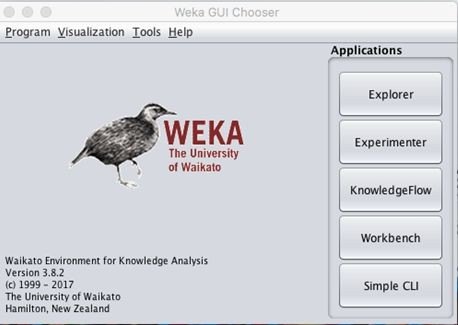 Weka GUI Chooser
Program Visualization Tools Help
Applications
Explorer
Experimenter
KnowledgeFlow
Workbench
Simple CLI
WEKA
The University
of Waikato
Waikato Environment for Knowledge Analysis
Version 3.8.2
(c) 1999 - 2017
The University of Waikato
Hamilton, New Zealand